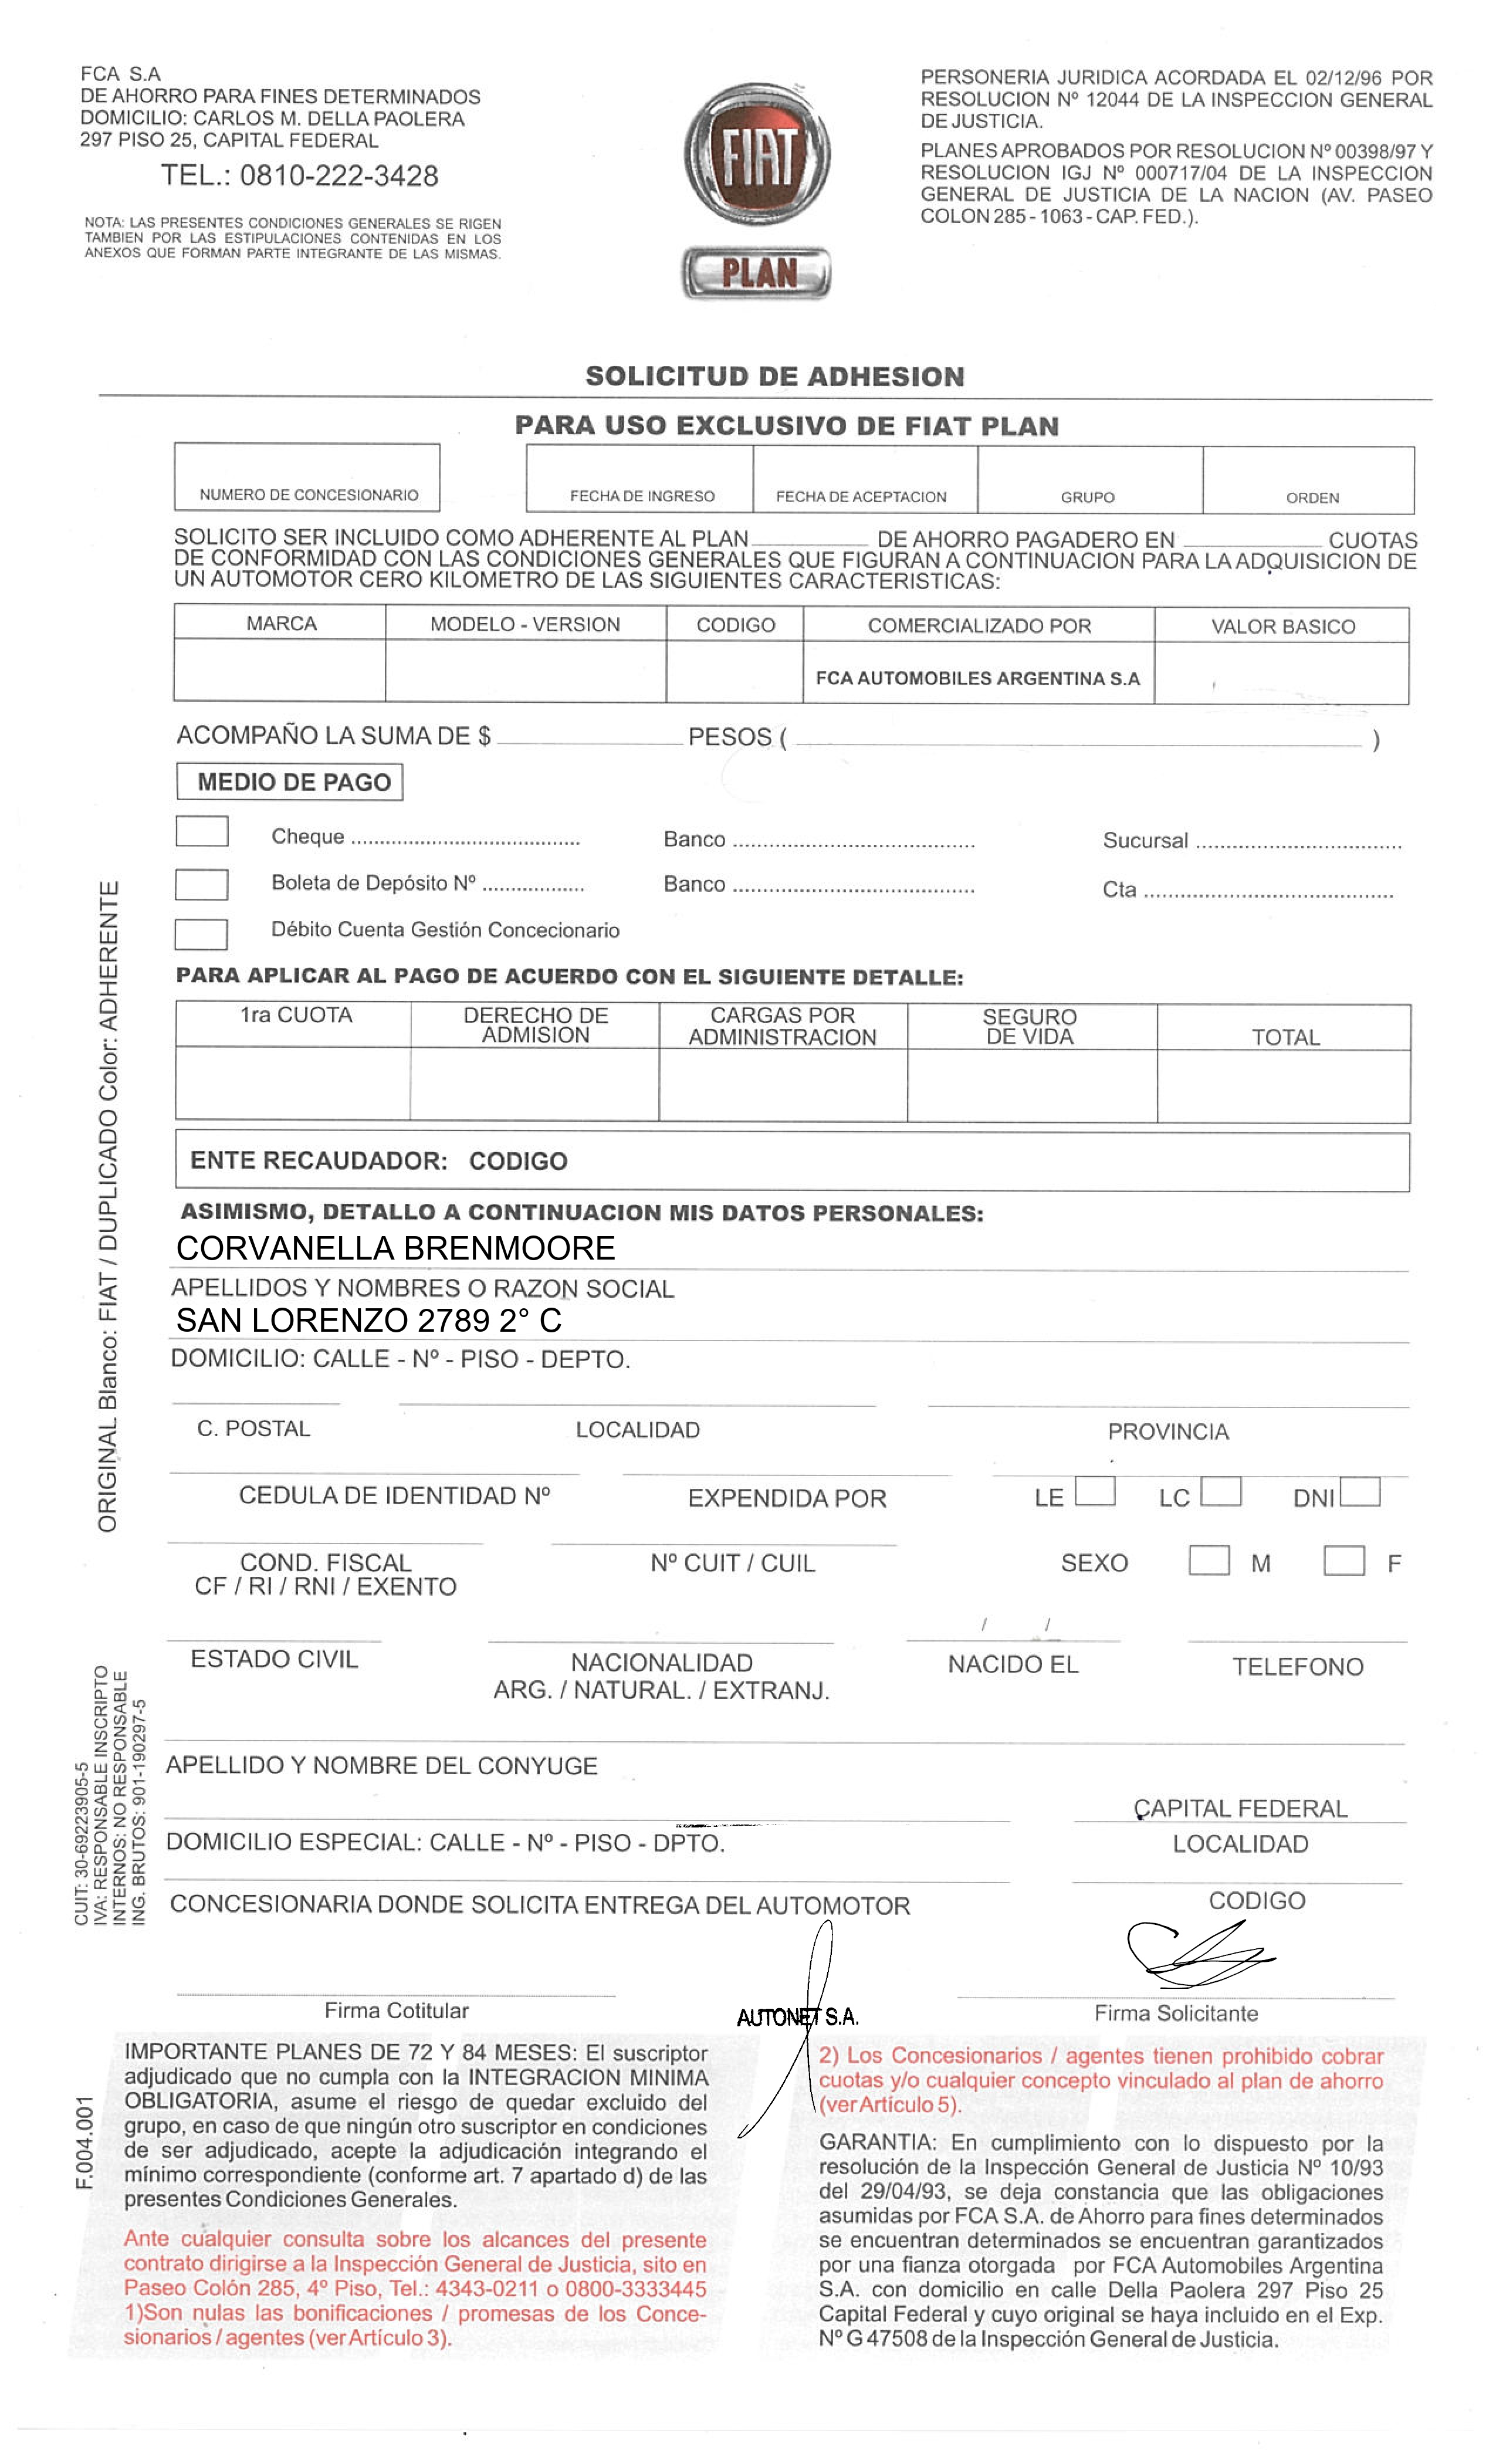 FCA S.A
DE AHORRO PARA FINES DETERMINADOS
DOMICILIO: CARLOS M. DELLA PAOLERA
297 PISO 25, CAPITAL FEDERAL
TEL.: 0810-222-3428
NOTA: LAS PRESENTES CONDICIONES GENERALES SE RIGEN
TAMBIEN POR LAS ESTIPULACIONES CONTENIDAS EN LOS
ANEXOS QUE FORMAN PARTE INTEGRANTE DE LAS MISMAS.
FIAT
PLAN
PERSONERIA JURIDICA ACORDADA EL 02/12/96 POR
RESOLUCION Nº 12044 DE LA INSPECCION GENERAL
DE JUSTICIA.
PLANES APROBADOS POR RESOLUCION Nº 00398/97 Y
RESOLUCION IGJ Nº 000717/04 DE LA INSPECCION
GENERAL DE JUSTICIA DE LA NACION (AV. PASEO
COLON 285 - 1063 - CAP. FED.).
SOLICITUD DE ADHESION
PARA USO EXCLUSIVO DE FIAT PLAN
NUMERO DE CONCESIONARIO FECHA DE INGRESO FECHA DE ACEPTACION GRUPO ORDEN
SOLICITO SER INCLUIDO COMO ADHERENTE AL PLAN ________ DE AHORRO PAGADERO EN ________ CUOTAS
DE CONFORMIDAD CON LAS CONDICIONES GENERALES QUE FIGURAN A CONTINUACION PARA LA ADQUISICION DE
UN AUTOMOTOR CERO KILOMETRO DE LAS SIGUIENTES CARACTERISTICAS:
MARCA MODELO - VERSION CODIGO COMERCIALIZADO POR VALOR BASICO
FCA AUTOMOBILES ARGENTINA S.A
ACOMPAÑO LA SUMA DE $ ________ PESOS ( ________ )
MEDIO DE PAGO
Cheque ........ Banco ........ Sucursal ........
Boleta de Depósito Nº ........ Banco ........ Cta ........
Débito Cuenta Gestión Concecionario
PARA APLICAR AL PAGO DE ACUERDO CON EL SIGUIENTE DETALLE:
1ra CUOTA DERECHO DE ADMISION CARGAS POR ADMINISTRACION SEGURO DE VIDA TOTAL
ENTE RECAUDADOR: CODIGO
ASIMISMO, DETALLO A CONTINUACION MIS DATOS PERSONALES:
CORVANELLA BRENMOORE
APELLIDOS Y NOMBRES O RAZON SOCIAL
SAN LORENZO 2789 2° C
DOMICILIO: CALLE - Nº - PISO - DEPTO.
C. POSTAL LOCALIDAD PROVINCIA
CEDULA DE IDENTIDAD Nº EXPENDIDA POR LE LC DNI
COND. FISCAL Nº CUIT / CUIL SEXO M F
CF / RI / RNI / EXENTO
/ /
ESTADO CIVIL NACIONALIDAD NACIDO EL TELEFONO
ARG. / NATURAL. / EXTRANJ.
APELLIDO Y NOMBRE DEL CONYUGE
CAPITAL FEDERAL
DOMICILIO ESPECIAL: CALLE - Nº - PISO - DPTO. LOCALIDAD
CONCESIONARIA DONDE SOLICITA ENTREGA DEL AUTOMOTOR CODIGO
Firma Cotitular AUTONET S.A. Firma Solicitante
IMPORTANTE PLANES DE 72 Y 84 MESES: El suscriptor
adjudicado que no cumpla con la INTEGRACION MINIMA
OBLIGATORIA, asume el riesgo de quedar excluido del
grupo, en caso de que ningún otro suscriptor en condiciones
de ser adjudicado, acepte la adjudicación integrando el
mínimo correspondiente (conforme art. 7 apartado d) de las
presentes Condiciones Generales.
Ante cualquier consulta sobre los alcances del presente
contrato dirigirse a la Inspección General de Justicia, sito en
Paseo Colón 285, 4º Piso, Tel.: 4343-0211 o 0800-3333445
1)Son nulas las bonificaciones / promesas de los Conce-
sionarios / agentes (ver Artículo 3).
2) Los Concesionarios / agentes tienen prohibido cobrar
cuotas y/o cualquier concepto vinculado al plan de ahorro
(ver Artículo 5).
GARANTIA: En cumplimiento con lo dispuesto por la
resolución de la Inspección General de Justicia Nº 10/93
del 29/04/93, se deja constancia que las obligaciones
asumidas por FCA S.A. de Ahorro para fines determinados
se encuentran determinados se encuentran garantizados
por una fianza otorgada por FCA Automobiles Argentina
S.A. con domicilio en calle Della Paolera 297 Piso 25
Capital Federal y cuyo original se haya incluido en el Exp.
Nº G 47508 de la Inspección General de Justicia.
ORIGINAL Blanco: FIAT / DUPLICADO Color: ADHERENTE
CUIT: 30-69223905-5
IVA: RESPONSABLE INSCRIPTO
INTERNOS: NO RESPONSABLE
ING. BRUTOS: 901-190297-5
F.004.001